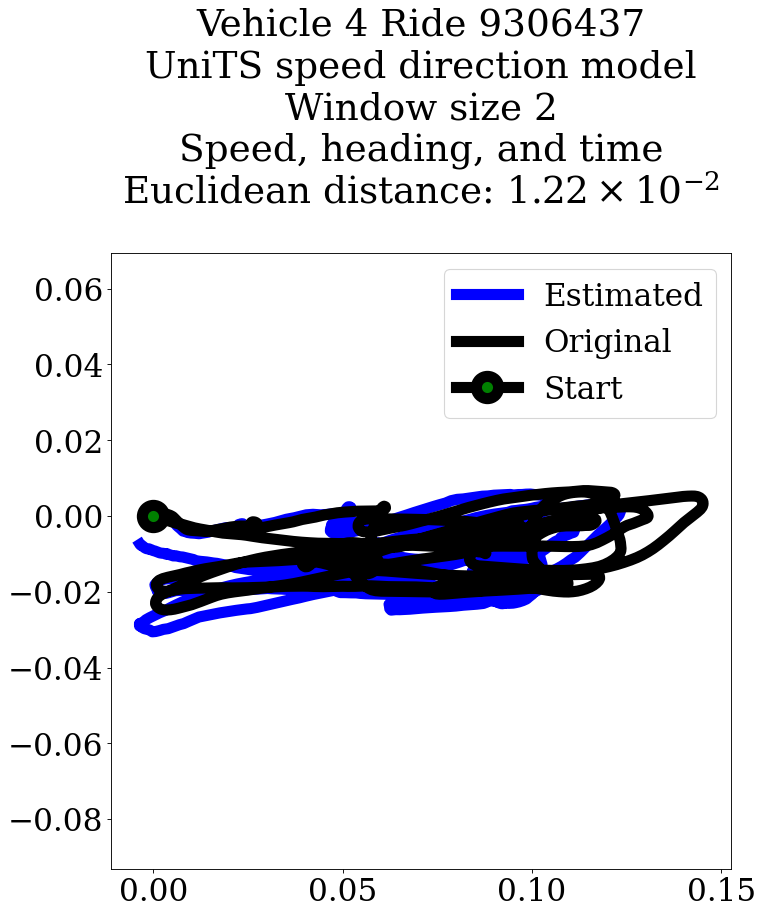 Vehicle 4 Ride 9306437
UniTS speed direction model
Window size 2
Speed, heading, and time
Euclidean distance: 1.22 × 10⁻²
Estimated
Original
Start
0.06
0.04
0.02
0.00
−0.02
−0.04
−0.06
−0.08
0.00 0.05 0.10 0.15